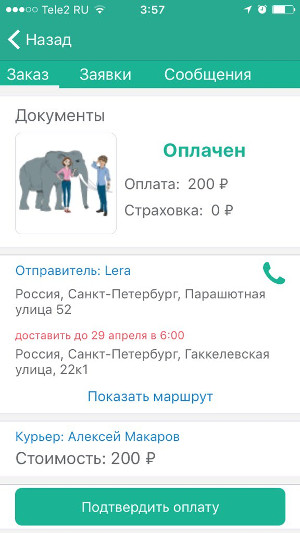 Tele2 RU 3:57
Назад
Заказ Заявки Сообщения
Документы
Оплачен
Оплата: 200 ₽
Страховка: 0 ₽
Отправитель: Lera
Россия, Санкт-Петербург, Парашютная
улица 52
доставить до 29 апреля в 6:00
Россия, Санкт-Петербург, Гаккелевская
улица, 22к1
Показать маршрут
Курьер: Алексей Макаров
Стоимость: 200 ₽
Подтвердить оплату